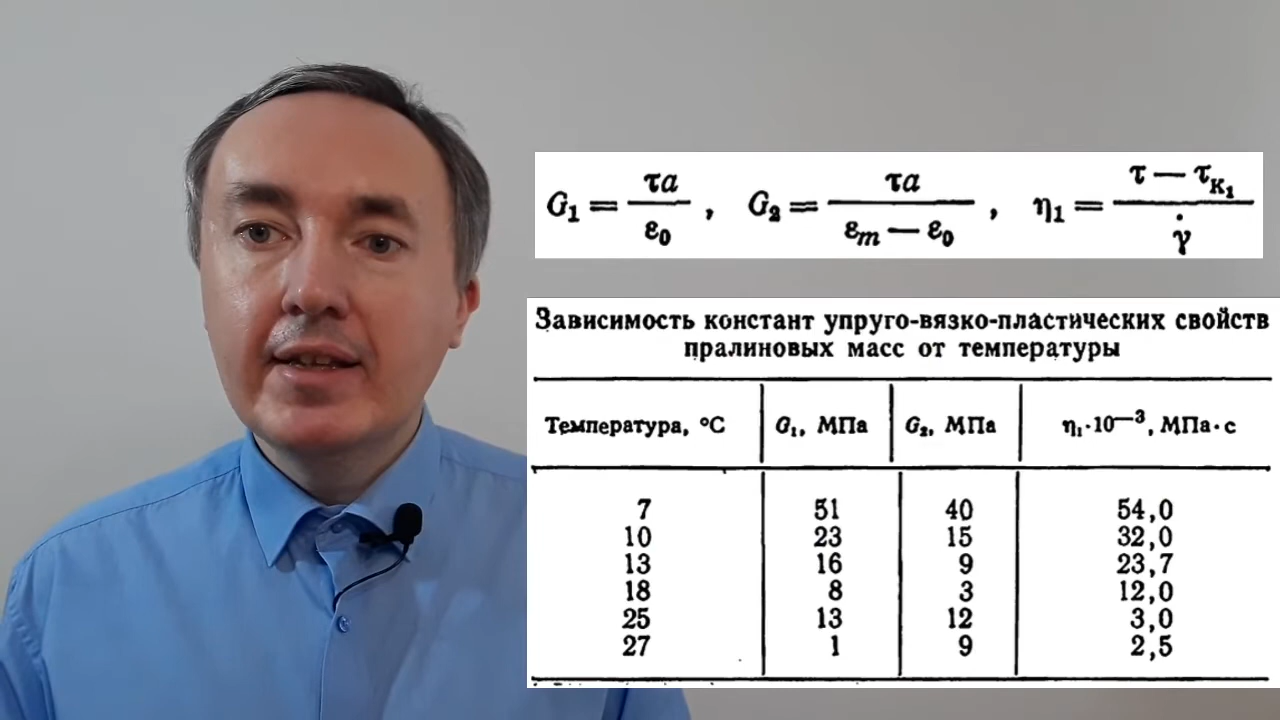 G₁ = τa / ε₀ , G₂ = τa / (εₘ — ε₀) , η₁ = (τ — τ_к₁) / γ̇
Зависимость констант упруго-вязко-пластических свойств
пралиновых масс от температуры
Температура, °С G₁, МПа G₂, МПа η₁·10⁻³, МПа·с
7 51 40 54,0
10 23 15 32,0
13 16 9 23,7
18 8 3 12,0
25 13 12 3,0
27 1 9 2,5